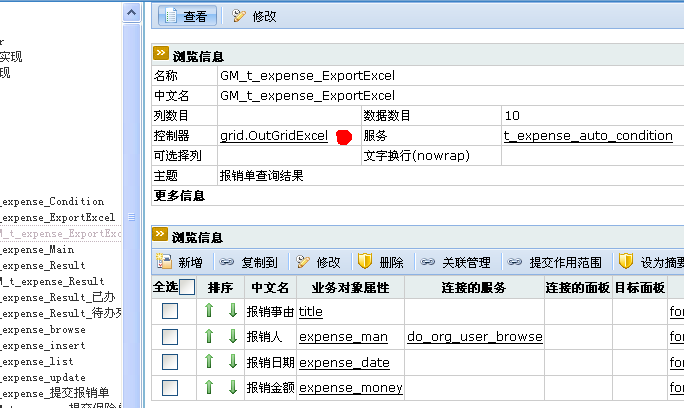 查看 修改
r
实现
现
_expense_Condition
_expense_ExportExcel
_t_expense_ExportExc
_expense_Main
_expense_Result
_t_expense_Result
_expense_Result_已办
_expense_Result_待办列
_expense_browse
_expense_insert
_expense_list
_expense_update
_expense_提交报销单
浏览信息
名称 GM_t_expense_ExportExcel
中文名 GM_t_expense_ExportExcel
列数目 数据数目 10
控制器 grid.OutGridExcel 服务 t_expense_auto_condition
可选择列 文字换行(nowrap)
主题 报销单查询结果
更多信息
浏览信息
新增 复制到 修改 删除 关联管理 提交作用范围 设为摘要
全选 排序 中文名 业务对象属性 连接的服务 连接的面板 目标面板
报销事由 title for
报销人 expense_man do_org_user_browse for
报销日期 expense_date for
报销金额 expense_money for